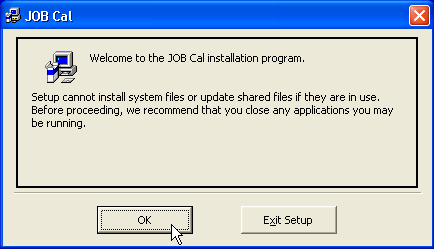 JOB Cal
Welcome to the JOB Cal installation program.
Setup cannot install system files or update shared files if they are in use.
Before proceeding, we recommend that you close any applications you may
be running.
OK
Exit Setup